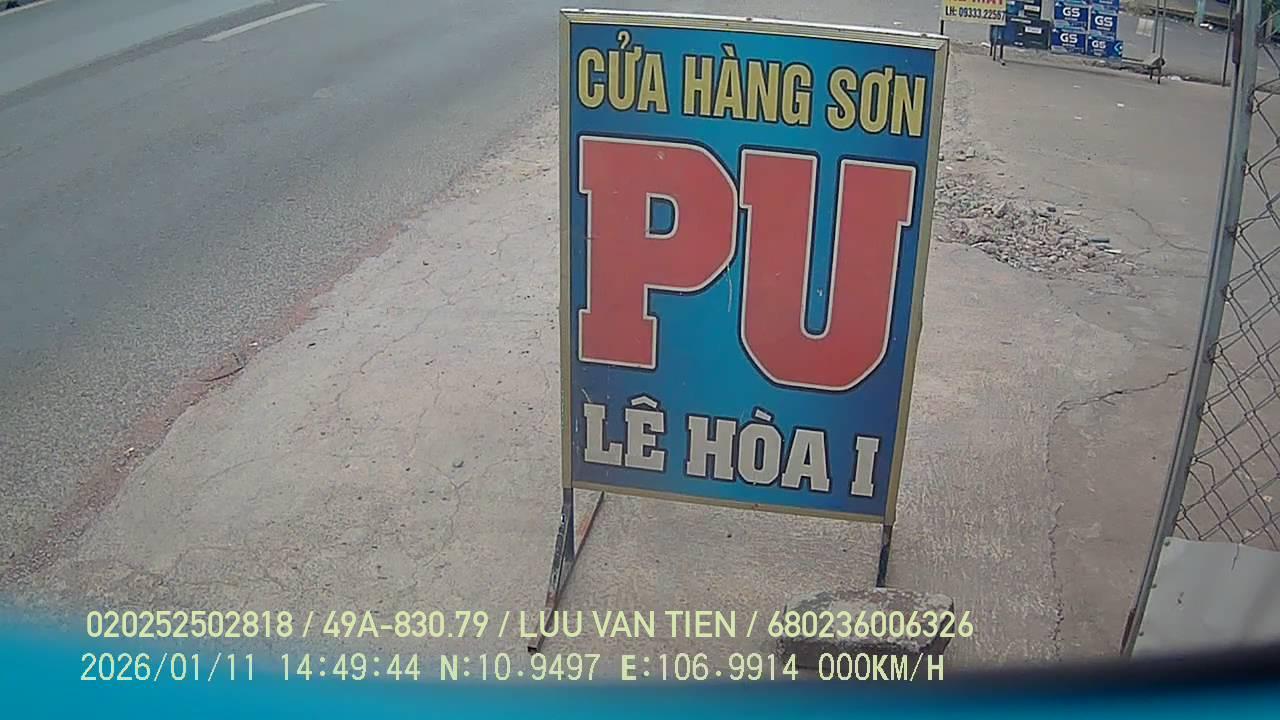 CỬA HÀNG SƠN
PU
LÊ HÒA I
LH: 09333.22567
GS GS
GS GS
020252502818 / 49A-830.79 / LUU VAN TIEN / 680236006326
2026/01/11 14:49:44 N:10.9497 E:106.9914 000KM/H